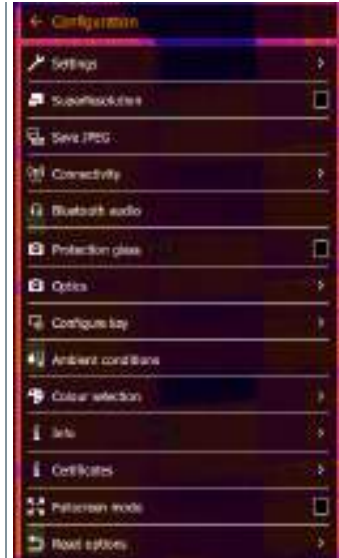 Configuration
Settings
SuperResolution
Save JPEG
Connectivity
Bluetooth audio
Protection glass
Optics
Configure key
Ambient conditions
Colour selection
Info
Certificates
Fullscreen mode
Reset options